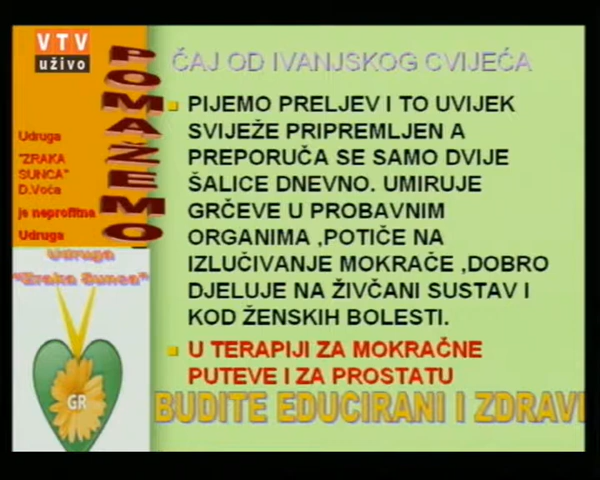 VTV
uživo
POMAŽEMO
Udruga
"ZRAKA
SUNCA"
D.Voća
je neprofitna
Udruga
Udruga
"Zraka Sunca"
GR
ČAJ OD IVANJSKOG CVIJEĆA
PIJEMO PRELJEV I TO UVIJEK
SVIJEŽE PRIPREMLJEN A
PREPORUČA SE SAMO DVIJE
ŠALICE DNEVNO. UMIRUJE
GRČEVE U PROBAVNIM
ORGANIMA ,POTIČE NA
IZLUČIVANJE MOKRAČE ,DOBRO
DJELUJE NA ŽIVČANI SUSTAV I
KOD ŽENSKIH BOLESTI.
U TERAPIJI ZA MOKRAČNE
PUTEVE I ZA PROSTATU
BUDITE EDUCIRANI I ZDRAVI